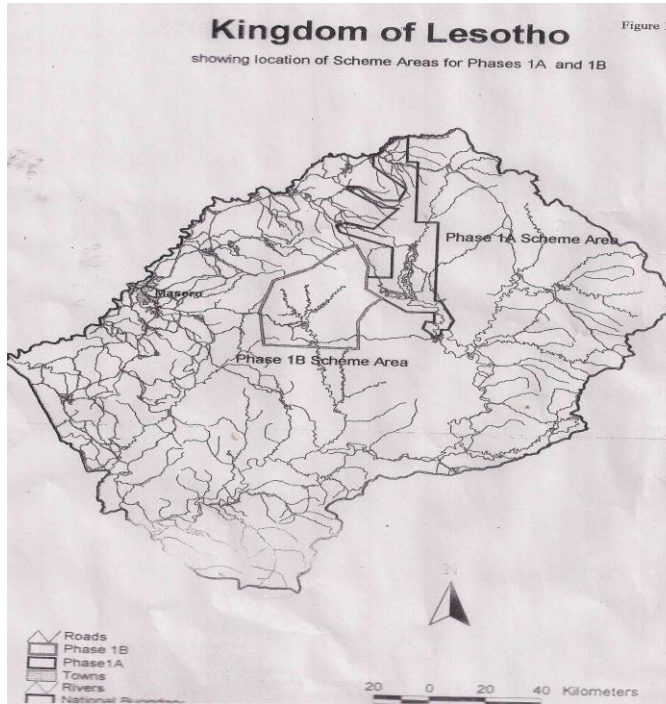 Kingdom of Lesotho
Figure
showing location of Scheme Areas for Phases 1A and 1B
Phase 1A Scheme Area
Maseru
Phase 1B Scheme Area
Roads
Phase 1B
Phase1A
Towns
Rivers
National
20 0 20 40 Kilometers